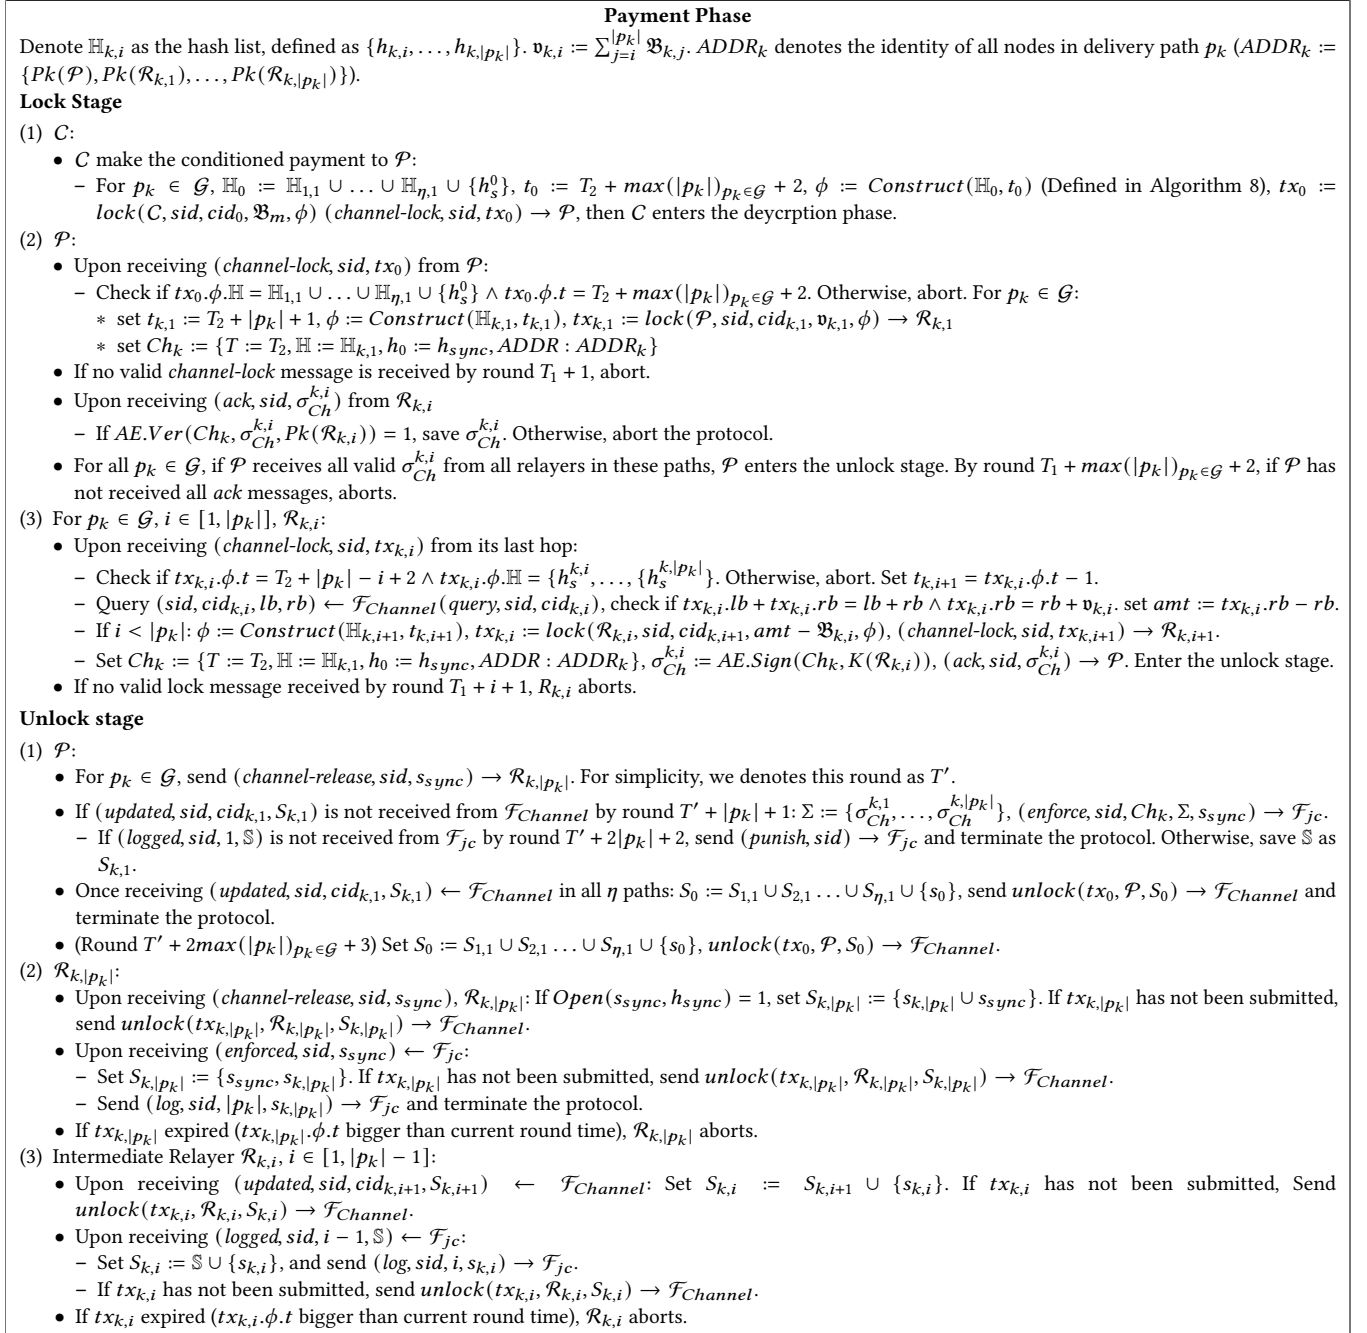 Payment Phase
Denote ℍ_{k,i} as the hash list, defined as {h_{k,i}, . . . , h_{k,|p_k|}}. 𝔳_{k,i} := ∑_{j=i}^{|p_k|} 𝔅_{k,j}. ADDR_k denotes the identity of all nodes in delivery path p_k (ADDR_k :=
{Pk(𝒫), Pk(ℛ_{k,1}), . . . , Pk(ℛ_{k,|p_k|})}).
Lock Stage
(1) 𝒞:
• 𝒞 make the conditioned payment to 𝒫:
– For p_k ∈ 𝒢, ℍ_0 := ℍ_{1,1} ∪ . . . ∪ ℍ_{η,1} ∪ {h_s^0}, t_0 := T_2 + max(|p_k|)_{p_k∈𝒢} + 2, ϕ := Construct(ℍ_0, t_0) (Defined in Algorithm 8), tx_0 :=
lock(𝒞, sid, cid_0, 𝔅_m, ϕ) (channel-lock, sid, tx_0) → 𝒫, then 𝒞 enters the deycrption phase.
(2) 𝒫:
• Upon receiving (channel-lock, sid, tx_0) from 𝒫:
– Check if tx_0.ϕ.ℍ = ℍ_{1,1} ∪ . . . ∪ ℍ_{η,1} ∪ {h_s^0} ∧ tx_0.ϕ.t = T_2 + max(|p_k|)_{p_k∈𝒢} + 2. Otherwise, abort. For p_k ∈ 𝒢:
∗ set t_{k,1} := T_2 + |p_k| + 1, ϕ := Construct(ℍ_{k,1}, t_{k,1}), tx_{k,1} := lock(𝒫, sid, cid_{k,1}, 𝔳_{k,1}, ϕ) → ℛ_{k,1}
∗ set Ch_k := {T := T_2, ℍ := ℍ_{k,1}, h_0 := h_{sync}, ADDR : ADDR_k}
• If no valid channel-lock message is received by round T_1 + 1, abort.
• Upon receiving (ack, sid, σ_{Ch}^{k,i}) from ℛ_{k,i}
– If AE.Ver(Ch_k, σ_{Ch}^{k,i}, Pk(ℛ_{k,i})) = 1, save σ_{Ch}^{k,i}. Otherwise, abort the protocol.
• For all p_k ∈ 𝒢, if 𝒫 receives all valid σ_{Ch}^{k,i} from all relayers in these paths, 𝒫 enters the unlock stage. By round T_1 + max(|p_k|)_{p_k∈𝒢} + 2, if 𝒫 has
not received all ack messages, aborts.
(3) For p_k ∈ 𝒢, i ∈ [1, |p_k|], ℛ_{k,i}:
• Upon receiving (channel-lock, sid, tx_{k,i}) from its last hop:
– Check if tx_{k,i}.ϕ.t = T_2 + |p_k| − i + 2 ∧ tx_{k,i}.ϕ.ℍ = {h_s^{k,i}, . . . , {h_s^{k,|p_k|}}. Otherwise, abort. Set t_{k,i+1} = tx_{k,i}.ϕ.t − 1.
– Query (sid, cid_{k,i}, lb, rb) ← ℱ_{Channel}(query, sid, cid_{k,i}), check if tx_{k,i}.lb + tx_{k,i}.rb = lb + rb ∧ tx_{k,i}.rb = rb + 𝔳_{k,i}. set amt := tx_{k,i}.rb − rb.
– If i < |p_k|: ϕ := Construct(ℍ_{k,i+1}, t_{k,i+1}), tx_{k,i} := lock(ℛ_{k,i}, sid, cid_{k,i+1}, amt − 𝔅_{k,i}, ϕ), (channel-lock, sid, tx_{k,i+1}) → ℛ_{k,i+1}.
– Set Ch_k := {T := T_2, ℍ := ℍ_{k,1}, h_0 := h_{sync}, ADDR : ADDR_k}, σ_{Ch}^{k,i} := AE.Sign(Ch_k, K(ℛ_{k,i})), (ack, sid, σ_{Ch}^{k,i}) → 𝒫. Enter the unlock stage.
• If no valid lock message received by round T_1 + i + 1, R_{k,i} aborts.
Unlock stage
(1) 𝒫:
• For p_k ∈ 𝒢, send (channel-release, sid, s_{sync}) → ℛ_{k,|p_k|}. For simplicity, we denotes this round as T′.
• If (updated, sid, cid_{k,1}, S_{k,1}) is not received from ℱ_{Channel} by round T′ + |p_k| + 1: Σ := {σ_{Ch}^{k,1}, . . . , σ_{Ch}^{k,|p_k|}}, (enforce, sid, Ch_k, Σ, s_{sync}) → ℱ_{jc}.
– If (logged, sid, 1, 𝕊) is not received from ℱ_{jc} by round T′ + 2|p_k| + 2, send (punish, sid) → ℱ_{jc} and terminate the protocol. Otherwise, save 𝕊 as
S_{k,1}.
• Once receiving (updated, sid, cid_{k,1}, S_{k,1}) ← ℱ_{Channel} in all η paths: S_0 := S_{1,1} ∪ S_{2,1} . . . ∪ S_{η,1} ∪ {s_0}, send unlock(tx_0, 𝒫, S_0) → ℱ_{Channel} and
terminate the protocol.
• (Round T′ + 2max(|p_k|)_{p_k∈𝒢} + 3) Set S_0 := S_{1,1} ∪ S_{2,1} . . . ∪ S_{η,1} ∪ {s_0}, unlock(tx_0, 𝒫, S_0) → ℱ_{Channel}.
(2) ℛ_{k,|p_k|}:
• Upon receiving (channel-release, sid, s_{sync}), ℛ_{k,|p_k|}: If Open(s_{sync}, h_{sync}) = 1, set S_{k,|p_k|} := {s_{k,|p_k|} ∪ s_{sync}}. If tx_{k,|p_k|} has not been submitted,
send unlock(tx_{k,|p_k|}, ℛ_{k,|p_k|}, S_{k,|p_k|}) → ℱ_{Channel}.
• Upon receiving (enforced, sid, s_{sync}) ← ℱ_{jc}:
– Set S_{k,|p_k|} := {s_{sync}, s_{k,|p_k|}}. If tx_{k,|p_k|} has not been submitted, send unlock(tx_{k,|p_k|}, ℛ_{k,|p_k|}, S_{k,|p_k|}) → ℱ_{Channel}.
– Send (log, sid, |p_k|, s_{k,|p_k|}) → ℱ_{jc} and terminate the protocol.
• If tx_{k,|p_k|} expired (tx_{k,|p_k|}.ϕ.t bigger than current round time), ℛ_{k,|p_k|} aborts.
(3) Intermediate Relayer ℛ_{k,i}, i ∈ [1, |p_k| − 1]:
• Upon receiving (updated, sid, cid_{k,i+1}, S_{k,i+1}) ← ℱ_{Channel}: Set S_{k,i} := S_{k,i+1} ∪ {s_{k,i}}. If tx_{k,i} has not been submitted, Send
unlock(tx_{k,i}, ℛ_{k,i}, S_{k,i}) → ℱ_{Channel}.
• Upon receiving (logged, sid, i − 1, 𝕊) ← ℱ_{jc}:
– Set S_{k,i} := 𝕊 ∪ {s_{k,i}}, and send (log, sid, i, s_{k,i}) → ℱ_{jc}.
– If tx_{k,i} has not been submitted, send unlock(tx_{k,i}, ℛ_{k,i}, S_{k,i}) → ℱ_{Channel}.
• If tx_{k,i} expired (tx_{k,i}.ϕ.t bigger than current round time), ℛ_{k,i} aborts.